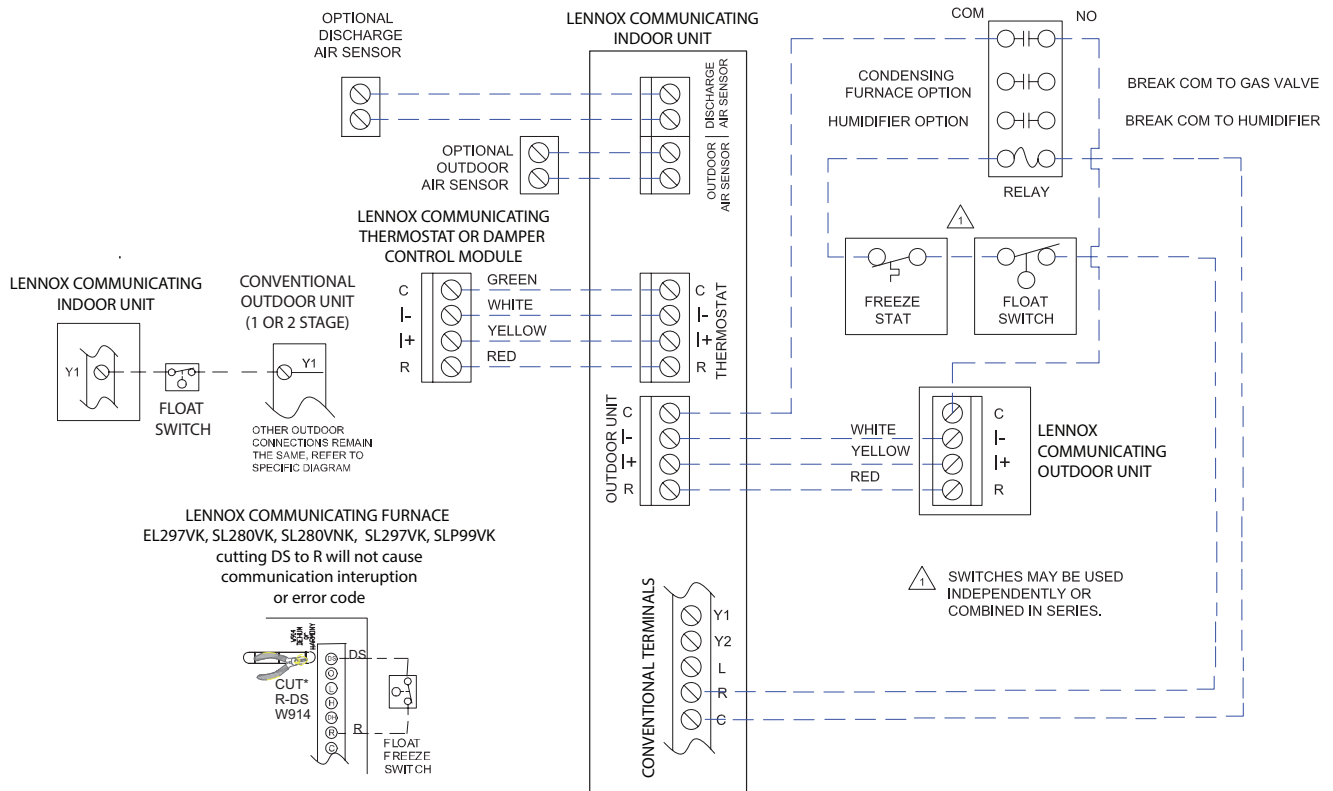 OPTIONAL
DISCHARGE
AIR SENSOR
LENNOX COMMUNICATING
INDOOR UNIT
DISCHARGE
AIR SENSOR
OPTIONAL
OUTDOOR
AIR SENSOR
OUTDOOR
AIR SENSOR
COM
NO
CONDENSING
FURNACE OPTION
HUMIDIFIER OPTION
BREAK COM TO GAS VALVE
BREAK COM TO HUMIDIFIER
RELAY
1
FREEZE
STAT
FLOAT
SWITCH
LENNOX COMMUNICATING
THERMOSTAT OR DAMPER
CONTROL MODULE
C
I-
I+
R
GREEN
WHITE
YELLOW
RED
C
I-
I+
R
THERMOSTAT
LENNOX COMMUNICATING
INDOOR UNIT
Y1
FLOAT
SWITCH
CONVENTIONAL
OUTDOOR UNIT
(1 OR 2 STAGE)
Y1
OTHER OUTDOOR
CONNECTIONS REMAIN
THE SAME, REFER TO
SPECIFIC DIAGRAM
OUTDOOR UNIT
C
I-
I+
R
WHITE
YELLOW
RED
C
I-
I+
R
LENNOX
COMMUNICATING
OUTDOOR UNIT
1
SWITCHES MAY BE USED
INDEPENDENTLY OR
COMBINED IN SERIES.
LENNOX COMMUNICATING FURNACE
EL297VK, SL280VK, SL280VNK, SL297VK, SLP99VK
cutting DS to R will not cause
communication interuption
or error code
W914
DEHUM
OR
HARMONY
CUT*
R-DS
W914
DS
O
L
H
DH
R
C
DS
R
FLOAT
FREEZE
SWITCH
CONVENTIONAL TERMINALS
Y1
Y2
L
R
C